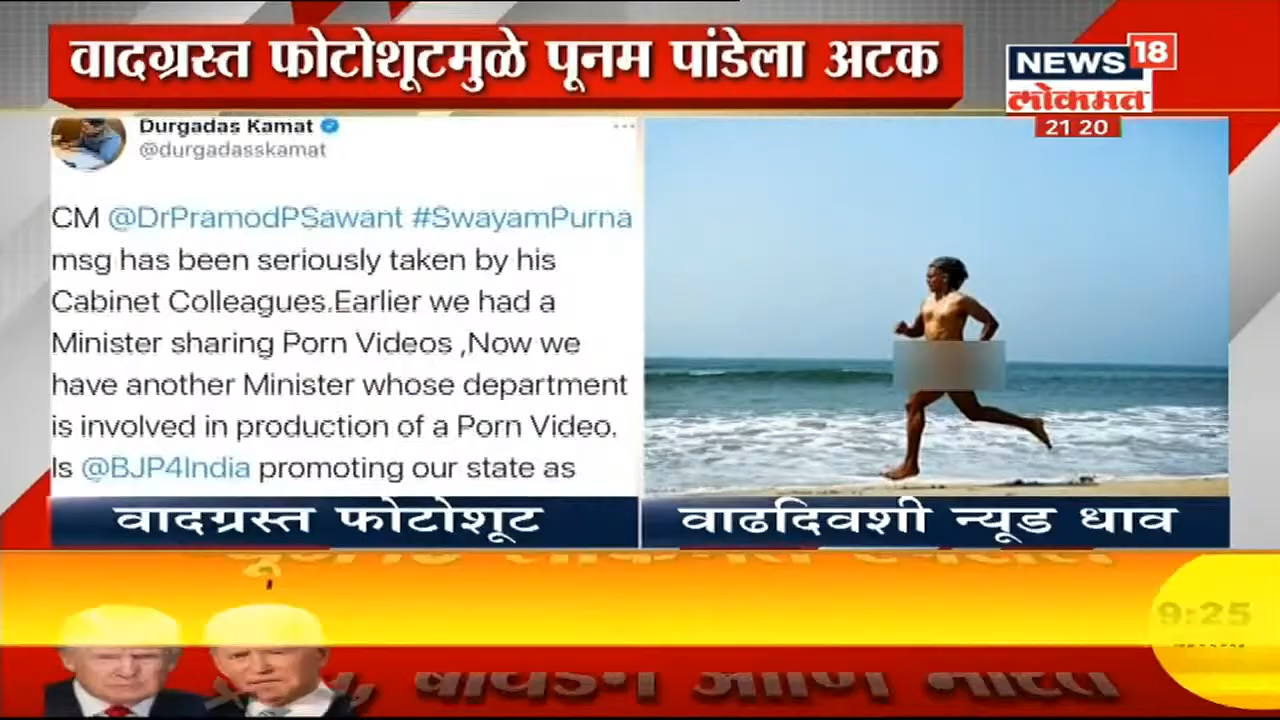 वादग्रस्त फोटोशूटमुळे पूनम पांडेला अटक
NEWS 18
लोकमत
21 20
Durgadas Kamat
@durgadasskamat
CM @DrPramodPSawant #SwayamPurna
msg has been seriously taken by his
Cabinet Colleagues.Earlier we had a
Minister sharing Porn Videos ,Now we
have another Minister whose department
is involved in production of a Porn Video.
Is @BJP4India promoting our state as
वादग्रस्त फोटोशूट
वाढदिवशी न्यूड धाव
9:25
बायडेन आणि भारत